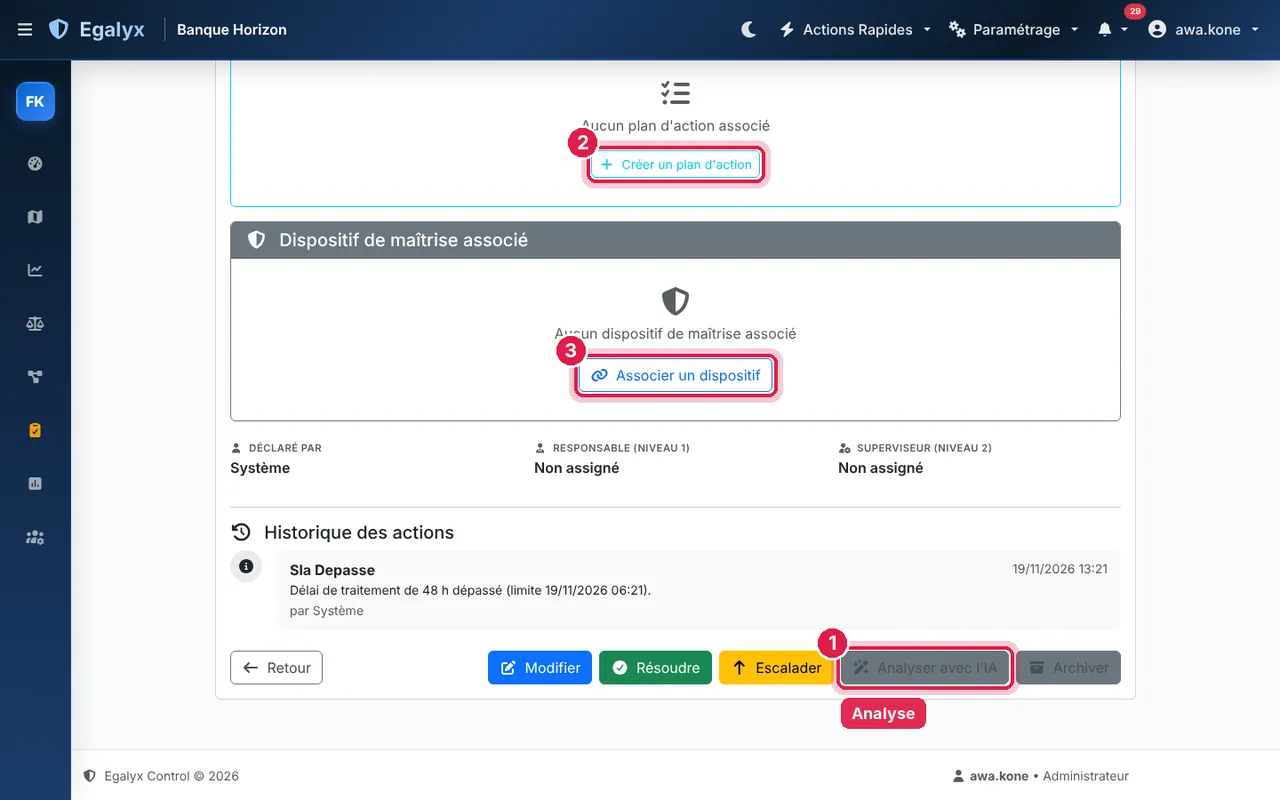 Egalyx
Banque Horizon
Actions Rapides
Paramétrage
29
awa.kone
FK
Aucun plan d'action associé
2
Créer un plan d'action
Dispositif de maîtrise associé
Aucun dispositif de maîtrise associé
3
Associer un dispositif
DÉCLARÉ PAR
Système
RESPONSABLE (NIVEAU 1)
Non assigné
SUPERVISEUR (NIVEAU 2)
Non assigné
Historique des actions
Sla Depasse
19/11/2026 13:21
Délai de traitement de 48 h dépassé (limite 19/11/2026 06:21).
par Système
1
Retour
Modifier
Résoudre
Escalader
Analyser avec l'IA
Archiver
Analyse
Egalyx Control © 2026
awa.kone • Administrateur